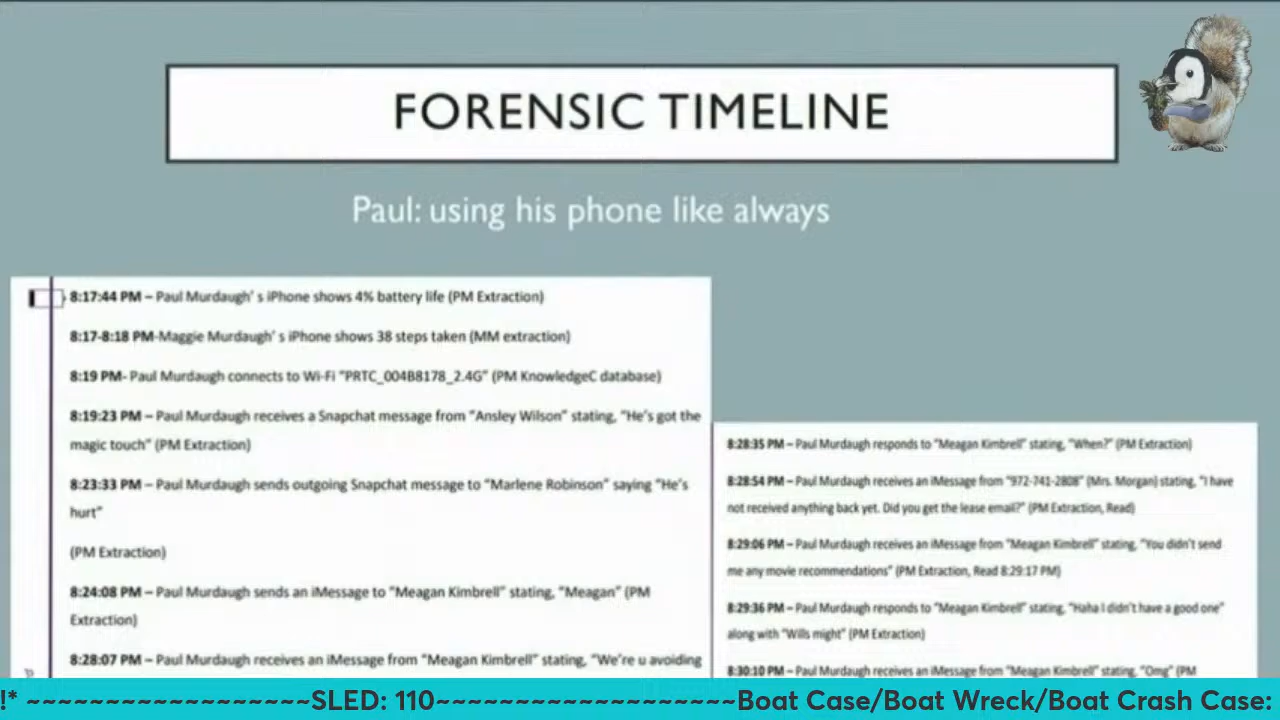 FORENSIC TIMELINE
Paul: using his phone like always
8:17:44 PM – Paul Murdaugh' s iPhone shows 4% battery life (PM Extraction)
8:17-8:18 PM-Maggie Murdaugh' s iPhone shows 38 steps taken (MM extraction)
8:19 PM- Paul Murdaugh connects to Wi-Fi "PRTC_004B8178_2.4G" (PM KnowledgeC database)
8:19:23 PM – Paul Murdaugh receives a Snapchat message from "Ansley Wilson" stating, "He's got the
magic touch" (PM Extraction)
8:23:33 PM – Paul Murdaugh sends outgoing Snapchat message to "Marlene Robinson" saying "He's
hurt"
(PM Extraction)
8:24:08 PM – Paul Murdaugh sends an iMessage to "Meagan Kimbrell" stating, "Meagan" (PM
Extraction)
8:28:07 PM – Paul Murdaugh receives an iMessage from "Meagan Kimbrell" stating, "We're u avoiding
8:28:35 PM – Paul Murdaugh responds to "Meagan Kimbrell" stating, "When?" (PM Extraction)
8:28:54 PM – Paul Murdaugh receives an iMessage from "972-741-2808" (Mrs. Morgan) stating, "I have
not received anything back yet. Did you get the lease email?" (PM Extraction, Read)
8:29:06 PM – Paul Murdaugh receives an iMessage from "Meagan Kimbrell" stating, "You didn't send
me any movie recommendations" (PM Extraction, Read 8:29:17 PM)
8:29:36 PM – Paul Murdaugh responds to "Meagan Kimbrell" stating, "Haha I didn't have a good one"
along with "Wills might" (PM Extraction)
8:30:10 PM – Paul Murdaugh receives an iMessage from "Meagan Kimbrell" stating, "Omg" (PM
!* ~~~~~~~~~~~~~~~~~~SLED: 110~~~~~~~~~~~~~~~~~~~Boat Case/Boat Wreck/Boat Crash Case: